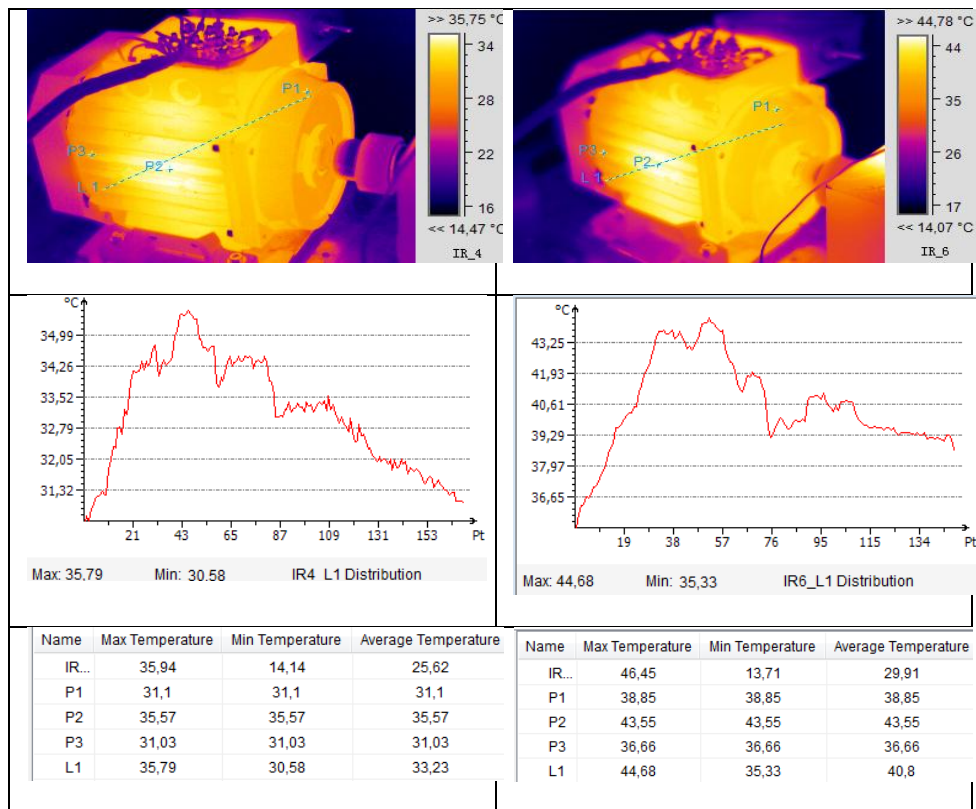 >> 35,75 °C
34
28
22
16
<< 14,47 °C
IR_4
P1
P3
P2
L 1
>> 44,78 °C
44
35
26
17
<< 14,07 °C
IR_6
P1
P3
P2
L 1
°C
34,99
34,26
33,52
32,79
32,05
31,32
21 43 65 87 109 131 153 Pt
Max: 35,79 Min: 30.58 IR4 L1 Distribution
°C
43,25
41,93
40,61
39,29
37,97
36,65
19 38 57 76 95 115 134 Pt
Max: 44,68 Min: 35,33 IR6_L1 Distribution
Name Max Temperature Min Temperature Average Temperature
IR... 35,94 14,14 25,62
P1 31,1 31,1 31,1
P2 35,57 35,57 35,57
P3 31,03 31,03 31,03
L1 35,79 30,58 33,23
Name Max Temperature Min Temperature Average Temperature
IR... 46,45 13,71 29,91
P1 38,85 38,85 38,85
P2 43,55 43,55 43,55
P3 36,66 36,66 36,66
L1 44,68 35,33 40,8